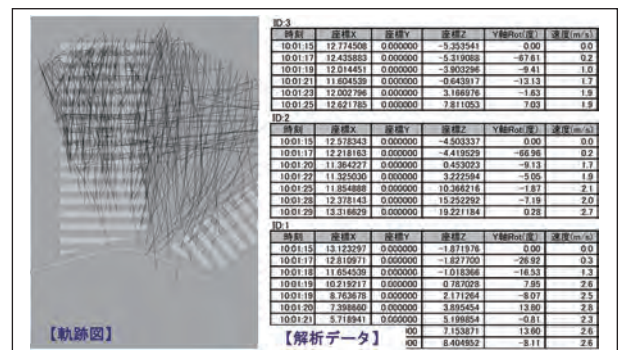 ID:3
時刻 座標X 座標Y 座標Z Y軸Rot(度) 速度(m/s)
10:01:15 12.774508 0.000000 -5.353541 0.00 0.0
10:01:17 12.435883 0.000000 -5.319088 -67.61 0.2
10:01:19 12.014451 0.000000 -3.903296 -9.41 1.0
10:01:21 11.604539 0.000000 -0.643917 -13.13 1.7
10:01:23 12.002796 0.000000 3.166976 -1.63 1.9
10:01:25 12.621785 0.000000 7.811053 7.03 1.9
ID:2
時刻 座標X 座標Y 座標Z Y軸Rot(度) 速度(m/s)
10:01:15 12.578343 0.000000 -4.503337 0.00 0.0
10:01:17 12.218163 0.000000 -4.419529 -66.96 0.2
10:01:20 11.364227 0.000000 0.453023 -9.13 1.7
10:01:22 11.325030 0.000000 3.222594 -5.05 1.9
10:01:25 11.854888 0.000000 10.366216 -1.87 2.1
10:01:28 12.378143 0.000000 15.252292 -7.19 2.0
10:01:29 13.316629 0.000000 19.221184 0.28 2.7
ID:1
時刻 座標X 座標Y 座標Z Y軸Rot(度) 速度(m/s)
10:01:15 13.123297 0.000000 -1.871976 0.00 0.0
10:01:17 12.810971 0.000000 -1.827700 -26.92 0.3
10:01:18 11.654539 0.000000 -1.018366 -16.53 1.3
10:01:19 10.219217 0.000000 0.787028 7.95 2.6
10:01:19 8.763678 0.000000 2.171264 -8.07 2.5
10:01:20 7.398660 0.000000 3.895454 13.80 2.8
10:01:21 5.718941 0.000000 5.199854 -0.81 2.3
00 7.153871 13.60 2.6
00 8.404952 -8.11 2.6
【軌跡図】
【解析データ】